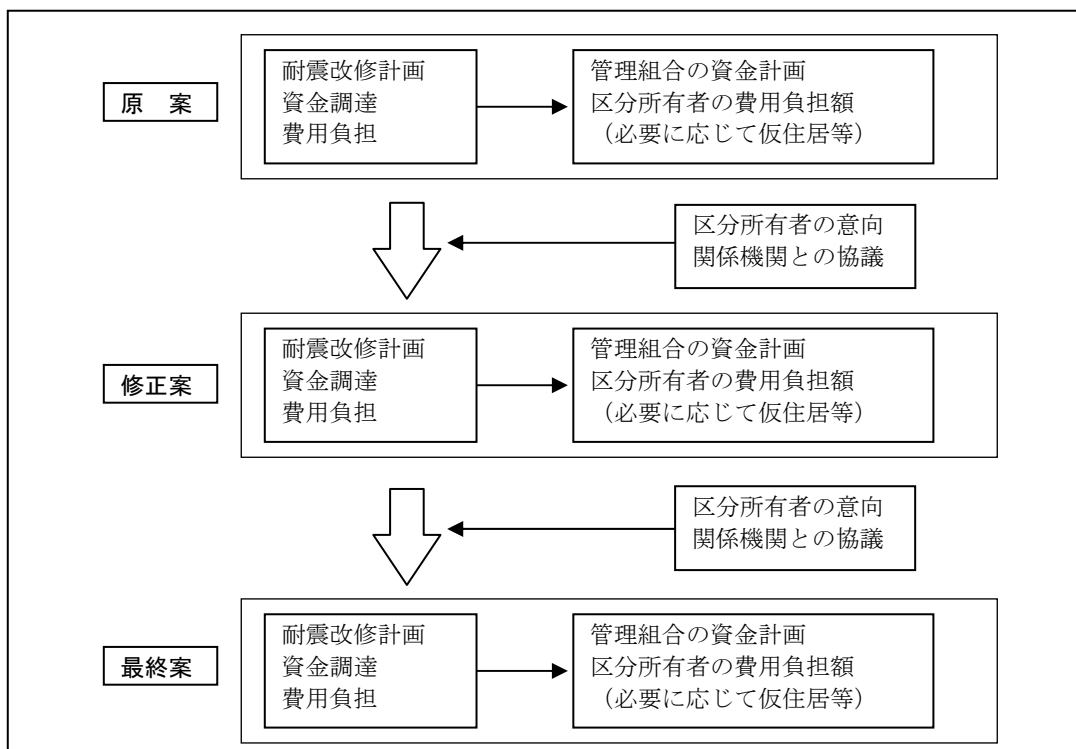 原　案
耐震改修計画
資金調達
費用負担
管理組合の資金計画
区分所有者の費用負担額
（必要に応じて仮住居等）
区分所有者の意向
関係機関との協議
修正案
耐震改修計画
資金調達
費用負担
管理組合の資金計画
区分所有者の費用負担額
（必要に応じて仮住居等）
区分所有者の意向
関係機関との協議
最終案
耐震改修計画
資金調達
費用負担
管理組合の資金計画
区分所有者の費用負担額
（必要に応じて仮住居等）